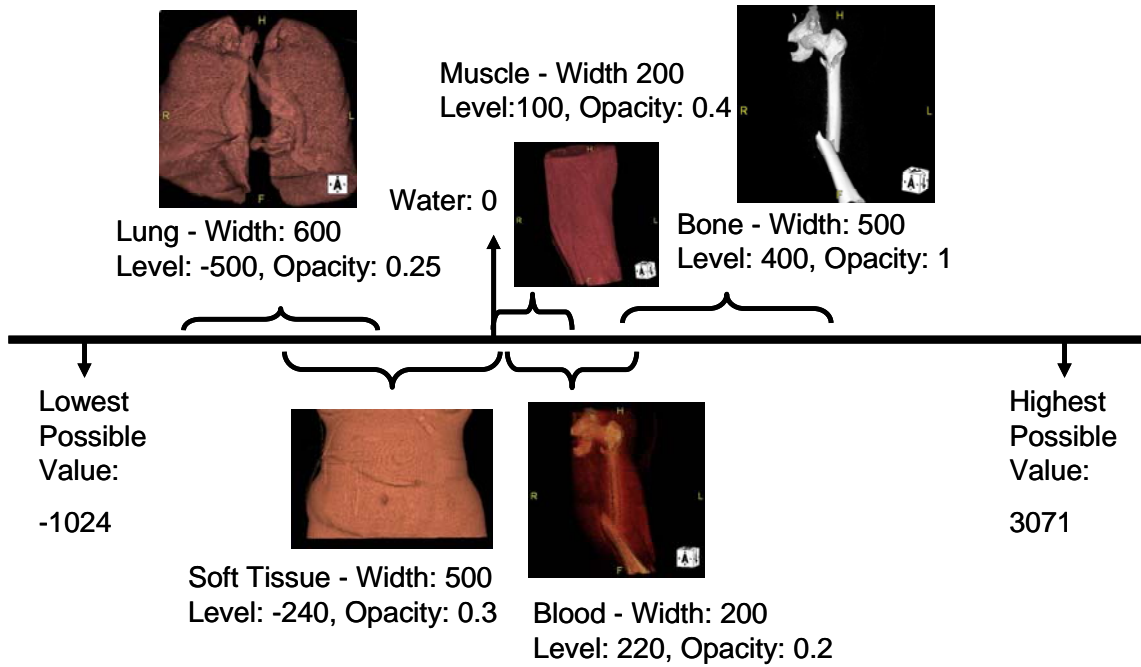 H
R
L
F
A
Lung - Width: 600
Level: -500, Opacity: 0.25
Water: 0
Muscle - Width 200
Level:100, Opacity: 0.4
H
R
L
F
H
R
L
F
A
Bone - Width: 500
Level: 400, Opacity: 1
Lowest
Possible
Value:
-1024
Soft Tissue - Width: 500
Level: -240, Opacity: 0.3
H
R
L
F
A
Blood - Width: 200
Level: 220, Opacity: 0.2
Highest
Possible
Value:
3071